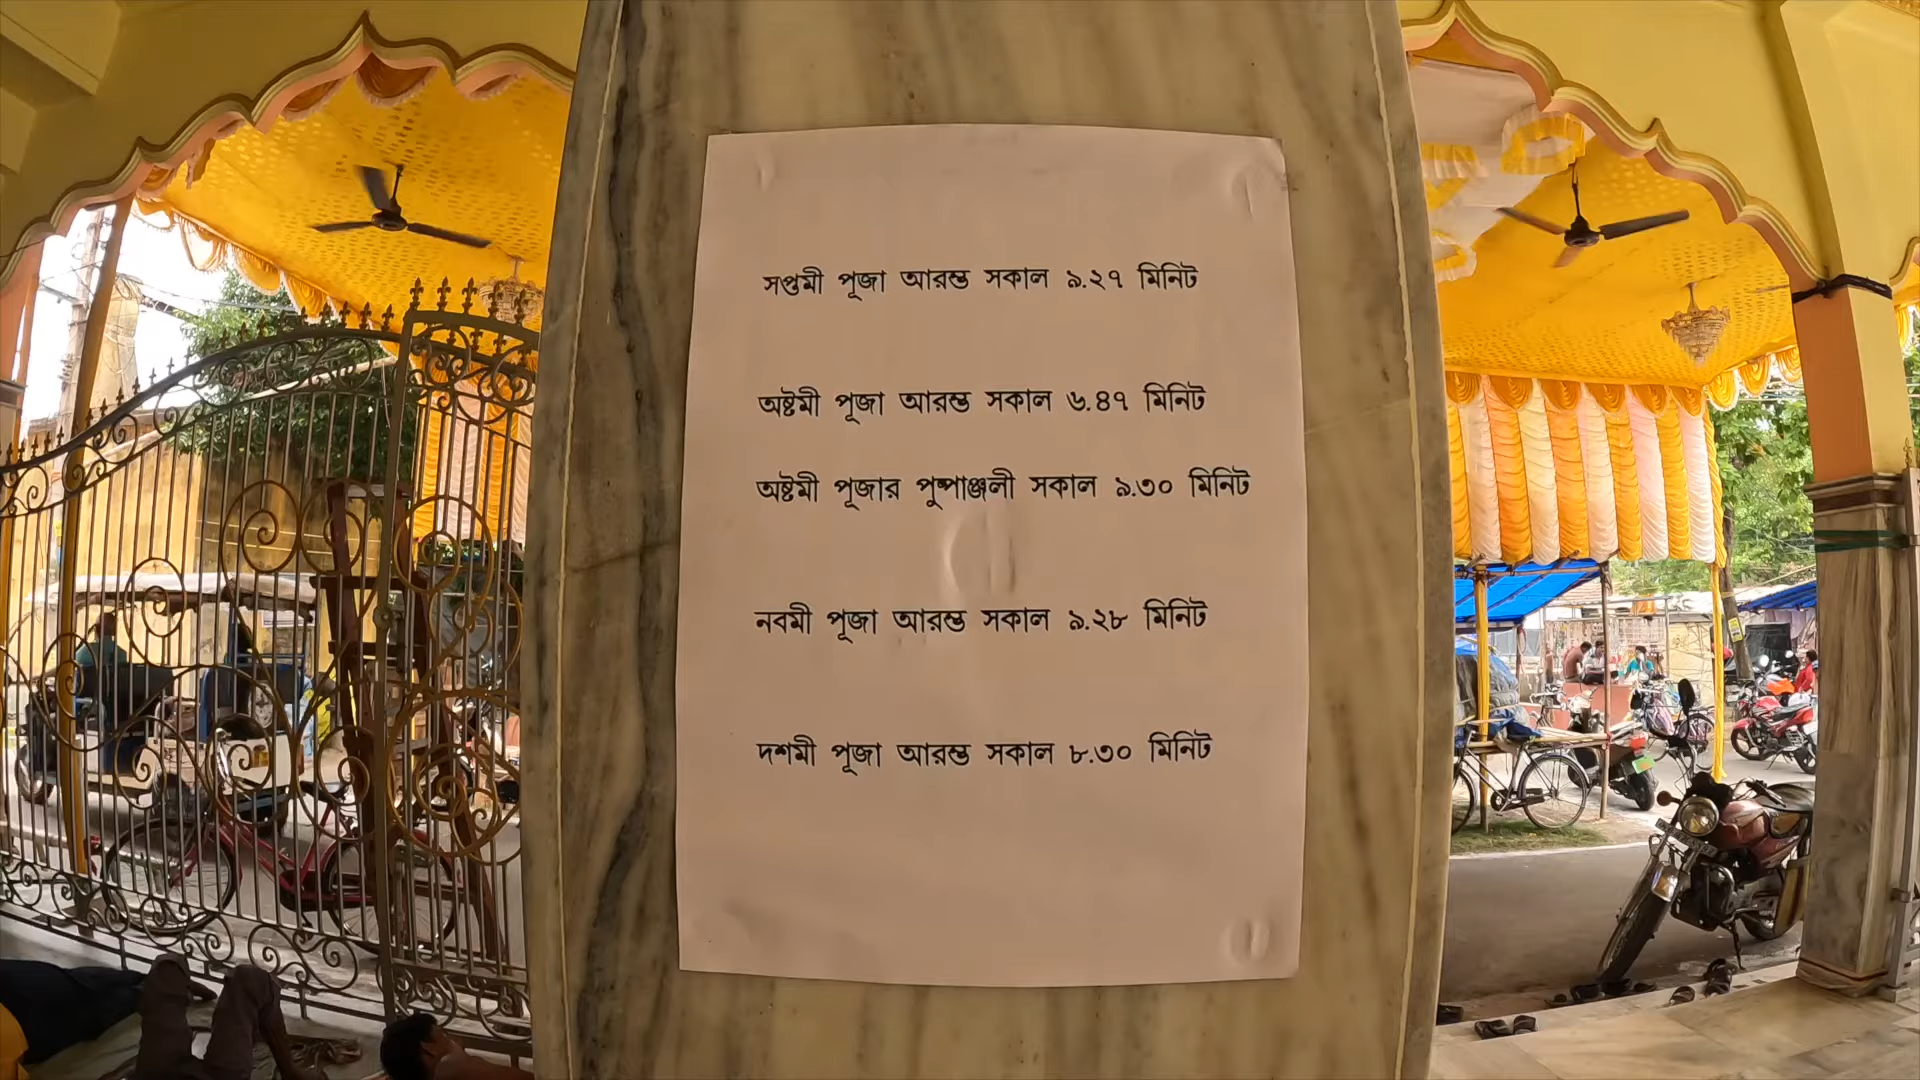 সপ্তমী পূজা আরম্ভ সকাল ৯.২৭ মিনিট
অষ্টমী পূজা আরম্ভ সকাল ৬.৪৭ মিনিট
অষ্টমী পূজার পুষ্পাঞ্জলী সকাল ৯.৩০ মিনিট
নবমী পূজা আরম্ভ সকাল ৯.২৮ মিনিট
দশমী পূজা আরম্ভ সকাল ৮.৩০ মিনিট